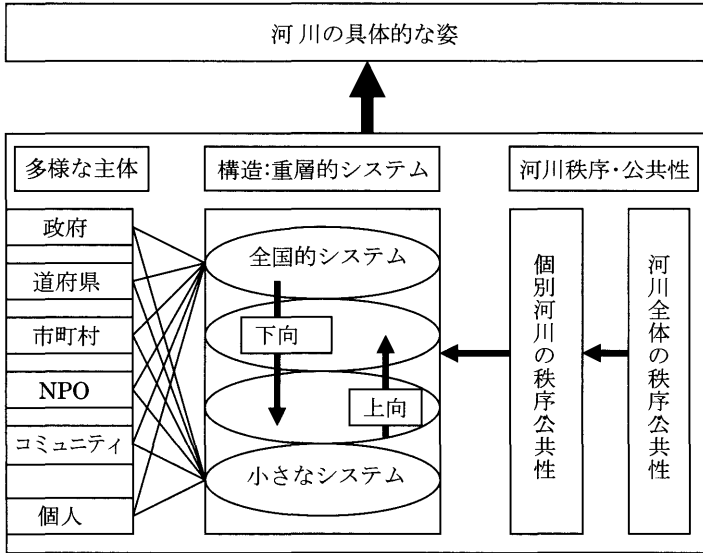 河川の具体的な姿
多様な主体
構造:重層的システム
河川秩序・公共性
政府
道府県
市町村
NPO
コミュニティ
個人
全国的システム
下向
上向
小さなシステム
個別河川の秩序公共性
河川全体の秩序公共性